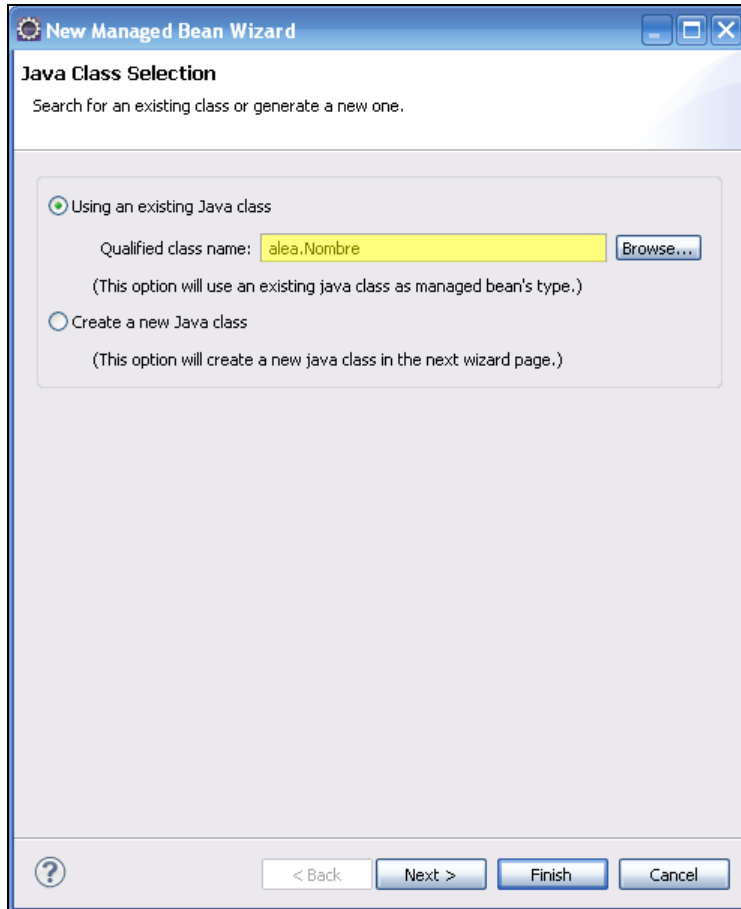 New Managed Bean Wizard
Java Class Selection
Search for an existing class or generate a new one.
Using an existing Java class
Qualified class name: alea.Nombre Browse...
(This option will use an existing java class as managed bean's type.)
Create a new Java class
(This option will create a new java class in the next wizard page.)
? < Back Next > Finish Cancel